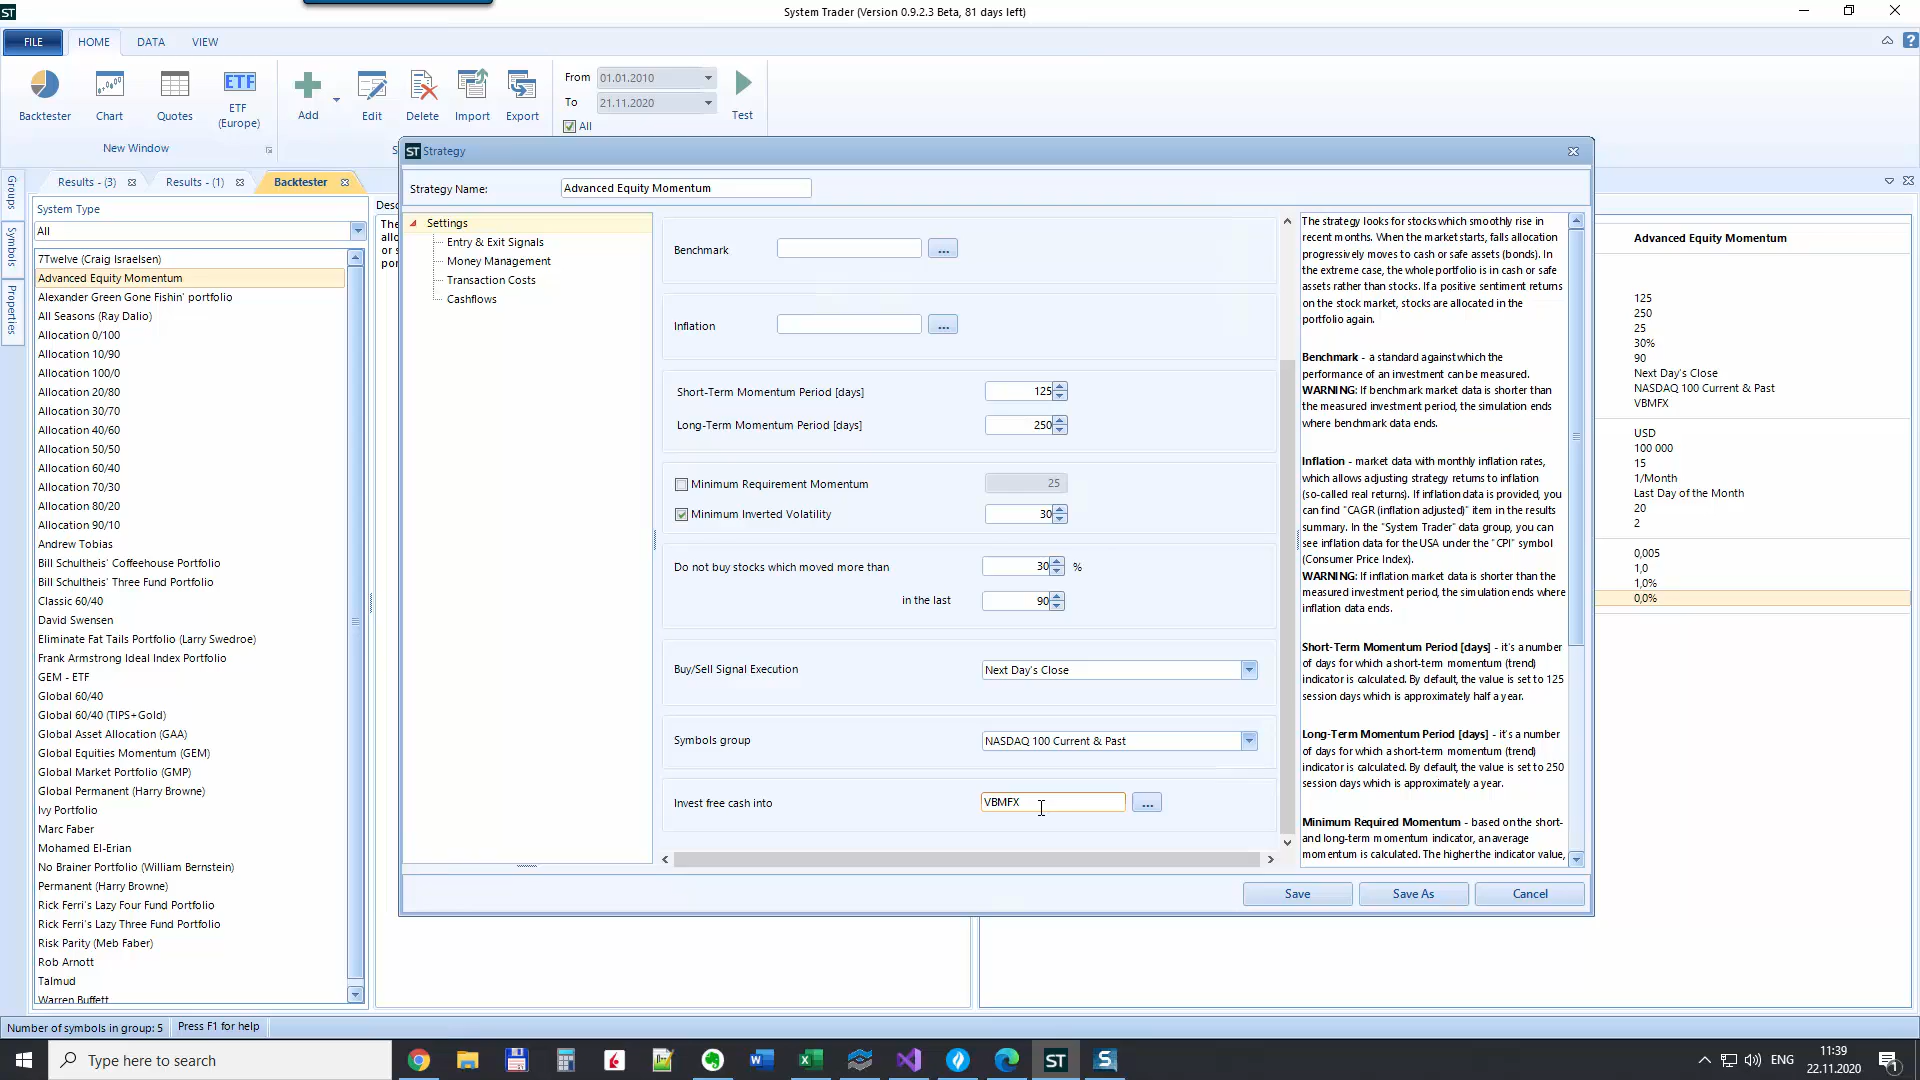 ST
System Trader (Version 0.9.2.3 Beta, 81 days left)
FILE
HOME
DATA
VIEW
Backtester
Chart
Quotes
ETF
ETF
(Europe)
New Window
Add
Edit
Delete
Import
Export
From 01.01.2010
To 21.11.2020
All
Test
Groups
Symbols
Properties
Results - (3)
Results - (1)
Backtester
System Type
All
7Twelve (Craig Israelsen)
Advanced Equity Momentum
Alexander Green Gone Fishin' portfolio
All Seasons (Ray Dalio)
Allocation 0/100
Allocation 10/90
Allocation 100/0
Allocation 20/80
Allocation 30/70
Allocation 40/60
Allocation 50/50
Allocation 60/40
Allocation 70/30
Allocation 80/20
Allocation 90/10
Andrew Tobias
Bill Schultheis' Coffeehouse Portfolio
Bill Schultheis' Three Fund Portfolio
Classic 60/40
David Swensen
Eliminate Fat Tails Portfolio (Larry Swedroe)
Frank Armstrong Ideal Index Portfolio
GEM - ETF
Global 60/40
Global 60/40 (TIPS+Gold)
Global Asset Allocation (GAA)
Global Equities Momentum (GEM)
Global Market Portfolio (GMP)
Global Permanent (Harry Browne)
Ivy Portfolio
Marc Faber
Mohamed El-Erian
No Brainer Portfolio (William Bernstein)
Permanent (Harry Browne)
Rick Ferri's Lazy Four Fund Portfolio
Rick Ferri's Lazy Three Fund Portfolio
Risk Parity (Meb Faber)
Rob Arnott
Talmud
Warren Buffett
Desc
The
allo
or s
por
S
ST Strategy
Strategy Name: Advanced Equity Momentum
Settings
Entry & Exit Signals
Money Management
Transaction Costs
Cashflows
Benchmark ...
Inflation ...
Short-Term Momentum Period [days] 125
Long-Term Momentum Period [days] 250
Minimum Requirement Momentum 25
Minimum Inverted Volatility 30
Do not buy stocks which moved more than 30 %
in the last 90
Buy/Sell Signal Execution Next Day's Close
Symbols group NASDAQ 100 Current & Past
Invest free cash into VBMFX ...
The strategy looks for stocks which smoothly rise in
recent months. When the market starts, falls allocation
progressively moves to cash or safe assets (bonds). In
the extreme case, the whole portfolio is in cash or safe
assets rather than stocks. If a positive sentiment returns
on the stock market, stocks are allocated in the
portfolio again.
Benchmark - a standard against which the
performance of an investment can be measured.
WARNING: If benchmark market data is shorter than
the measured investment period, the simulation ends
where benchmark data ends.
Inflation - market data with monthly inflation rates,
which allows adjusting strategy returns to inflation
(so-called real returns). If inflation data is provided, you
can find "CAGR (inflation adjusted)" item in the results
summary. In the "System Trader" data group, you can
see inflation data for the USA under the "CPI" symbol
(Consumer Price Index).
WARNING: If inflation market data is shorter than the
measured investment period, the simulation ends where
inflation data ends.
Short-Term Momentum Period [days] - it's a number
of days for which a short-term momentum (trend)
indicator is calculated. By default, the value is set to 125
session days which is approximately half a year.
Long-Term Momentum Period [days] - it's a number
of days for which a short-term momentum (trend)
indicator is calculated. By default, the value is set to 250
session days which is approximately a year.
Minimum Required Momentum - based on the short-
and long-term momentum indicator, an average
momentum is calculated. The higher the indicator value,
Save
Save As
Cancel
Advanced Equity Momentum
125
250
25
30%
90
Next Day's Close
NASDAQ 100 Current & Past
VBMFX
USD
100 000
15
1/Month
Last Day of the Month
20
2
0,005
1,0
1,0%
0,0%
Number of symbols in group: 5
Press F1 for help
Type here to search
ST
S
ENG
11:39
22.11.2020
1